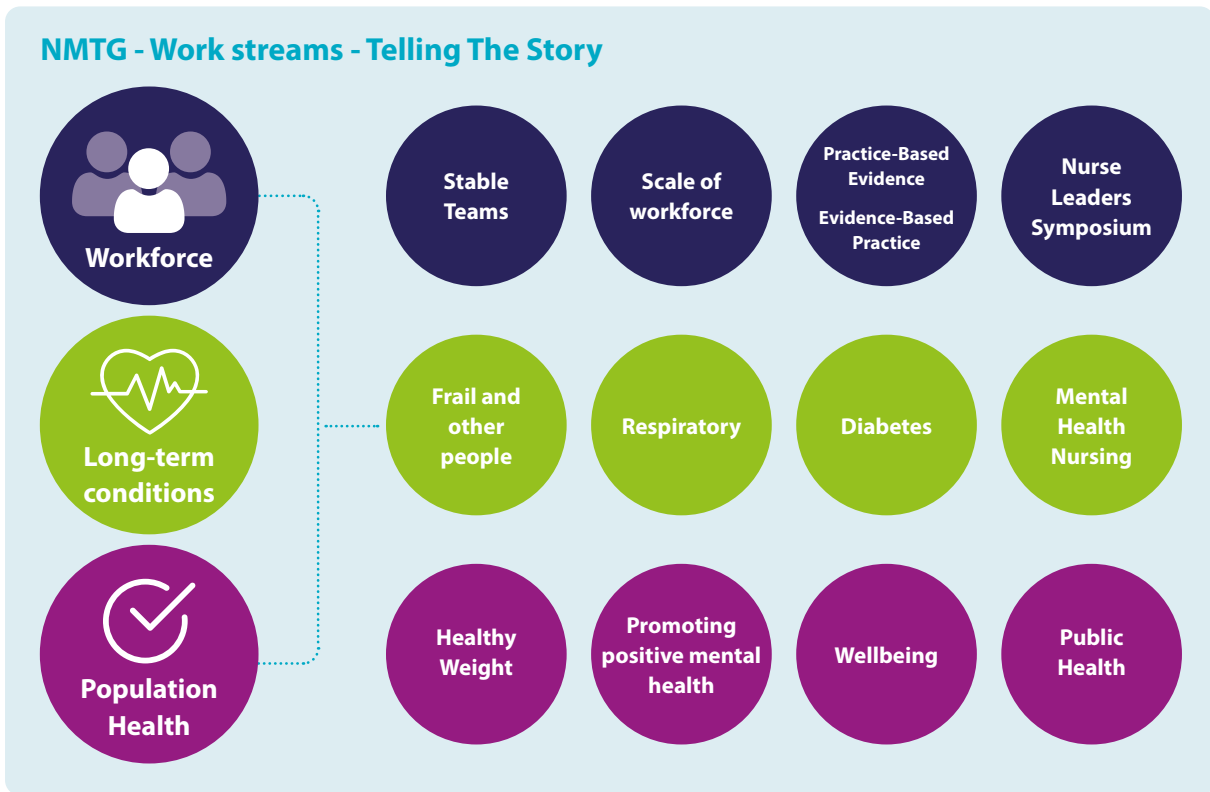 NMTG - Work streams - Telling The Story
Workforce
Stable
Teams
Scale of
workforce
Practice-Based
Evidence
Evidence-Based
Practice
Nurse
Leaders
Symposium
Long-term
conditions
Frail and
other
people
Respiratory
Diabetes
Mental
Health
Nursing
Population
Health
Healthy
Weight
Promoting
positive mental
health
Wellbeing
Public
Health